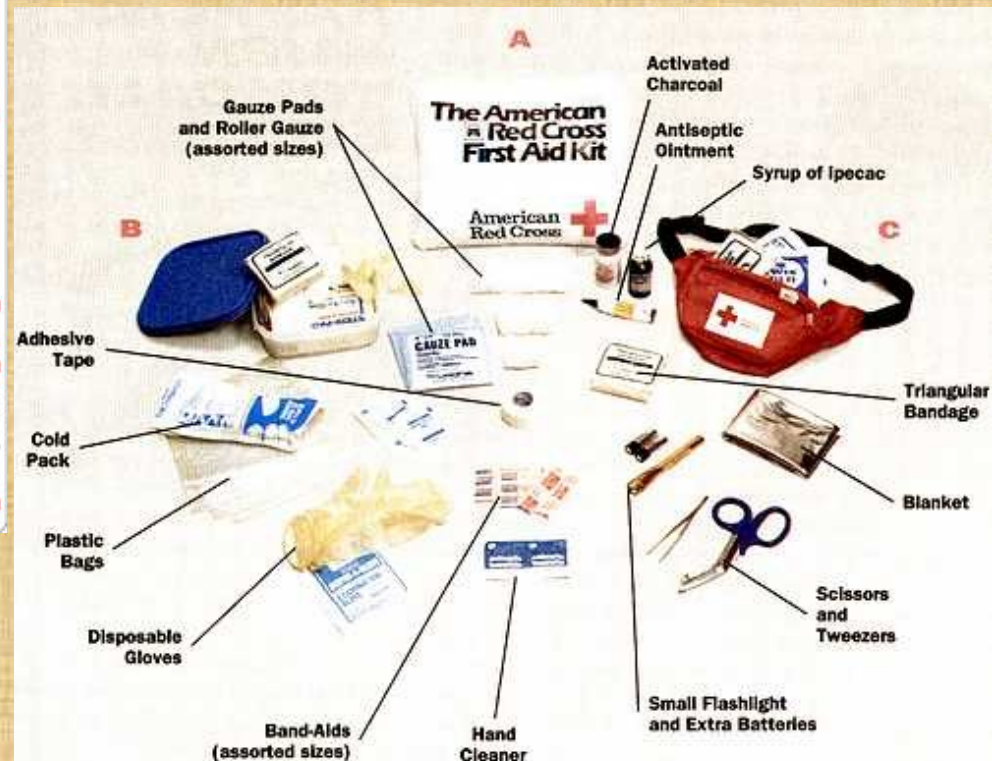 A
Activated
Charcoal
Gauze Pads
and Roller Gauze
(assorted sizes)
The American
Red Cross
First Aid Kit
Antiseptic
Ointment
Syrup of Ipecac
American
Red Cross
B
C
Adhesive
Tape
GAUZE PAD
Triangular
Bandage
Cold
Pack
Blanket
Plastic
Bags
Scissors
and
Tweezers
Disposable
Gloves
Small Flashlight
and Extra Batteries
Band-Aids
(assorted sizes)
Hand
Cleaner